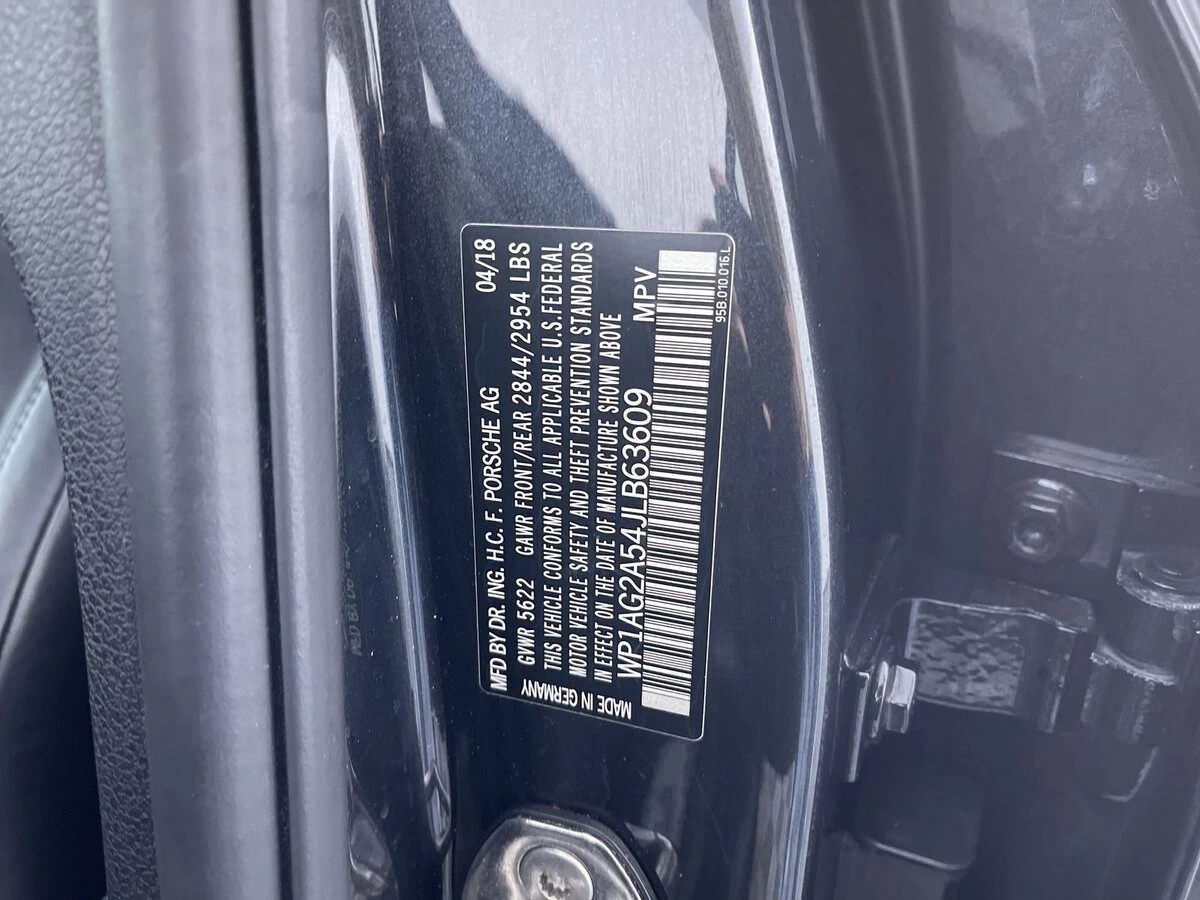 MFD BY DR. ING. H.C. F. PORSCHE AG 04/18
GVWR 5622 GAWR FRONT/REAR 2844/2954 LBS
THIS VEHICLE CONFORMS TO ALL APPLICABLE U.S.FEDERAL
MOTOR VEHICLE SAFETY AND THEFT PREVENTION STANDARDS
IN EFFECT ON THE DATE OF MANUFACTURE SHOWN ABOVE
WP1AG2A54JLB63609 MPV
MADE IN GERMANY
95B.010.016.L